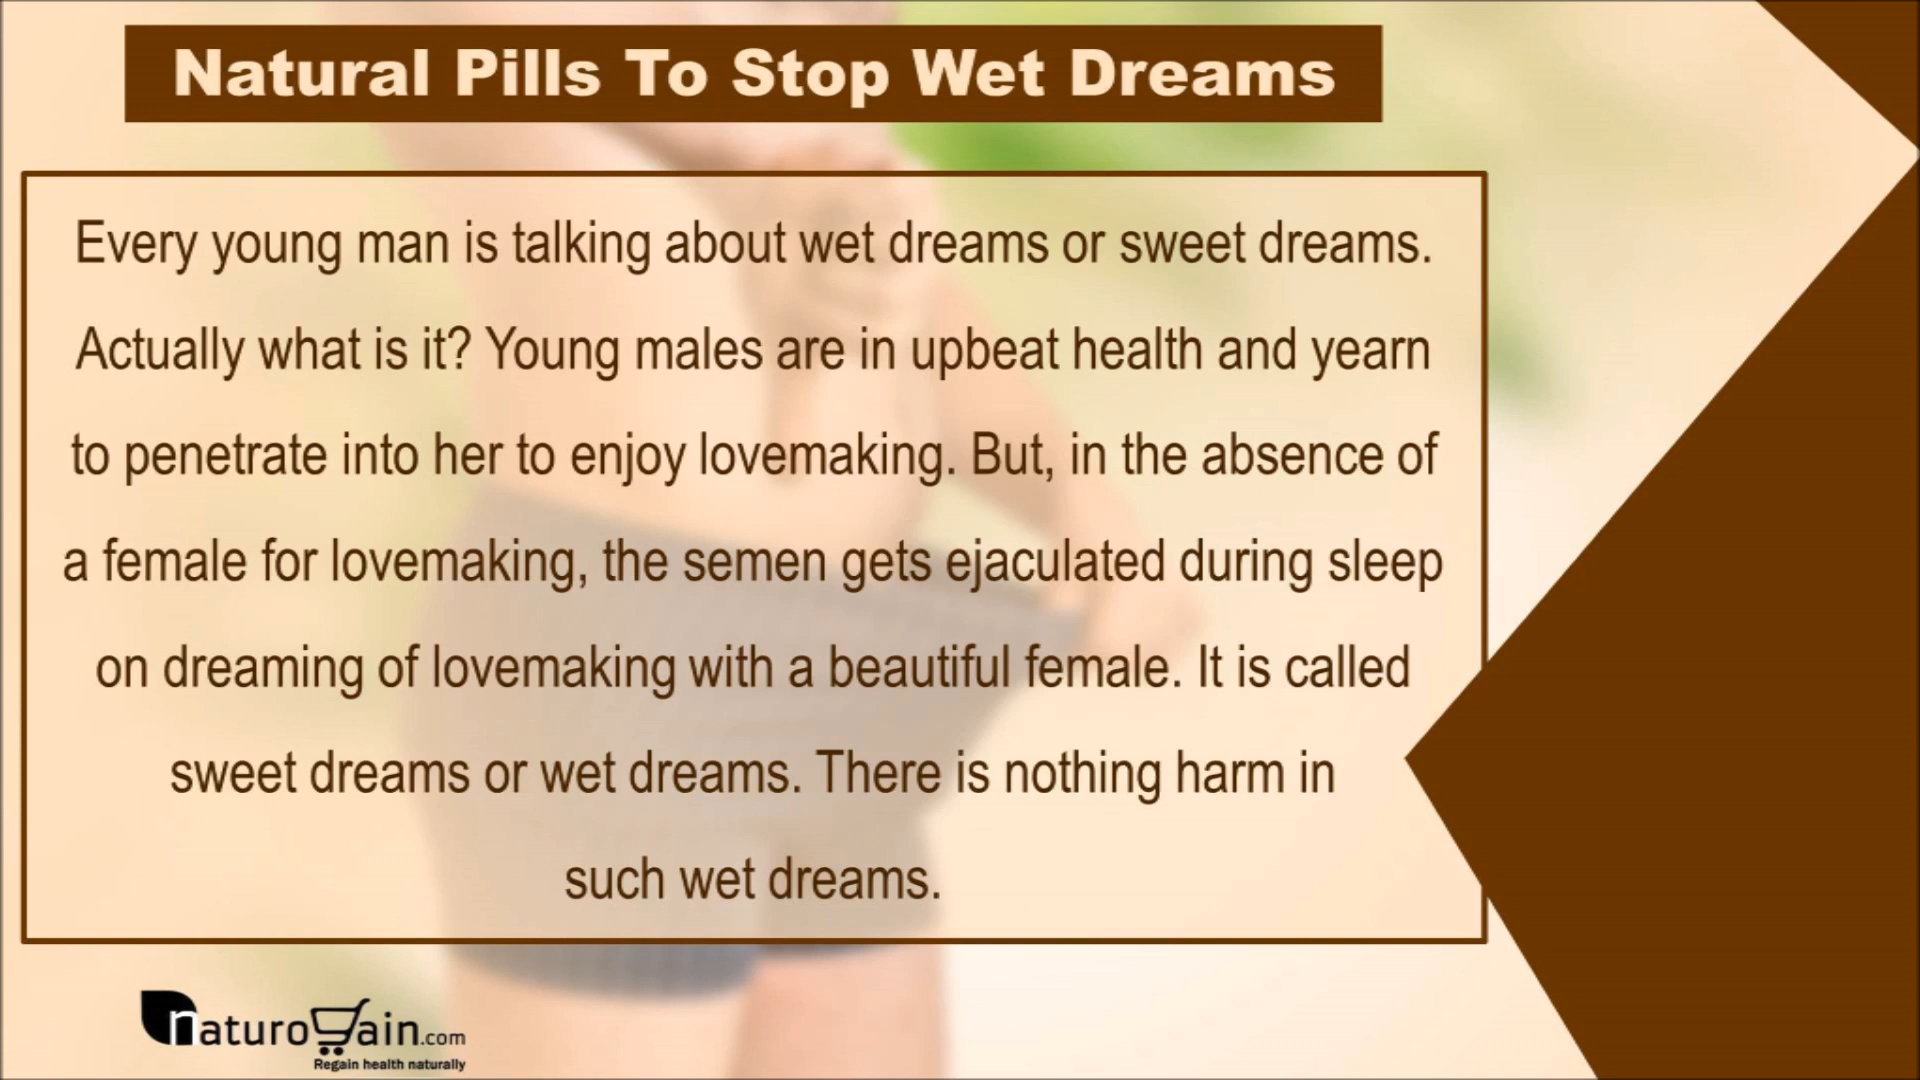 Natural Pills To Stop Wet Dreams
Every young man is talking about wet dreams or sweet dreams.
Actually what is it? Young males are in upbeat health and yearn
to penetrate into her to enjoy lovemaking. But, in the absence of
a female for lovemaking, the semen gets ejaculated during sleep
on dreaming of lovemaking with a beautiful female. It is called
sweet dreams or wet dreams. There is nothing harm in
such wet dreams.
naturogain.com
Regain health naturally